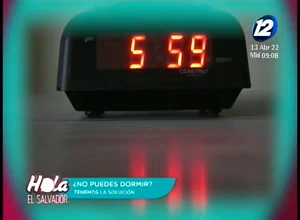 12
13 Abr 22
Mié 09:08
5 59
Hola
EL SALVADOR
¿NO PUEDES DORMIR?
TENEMOS LA SOLUCIÓN